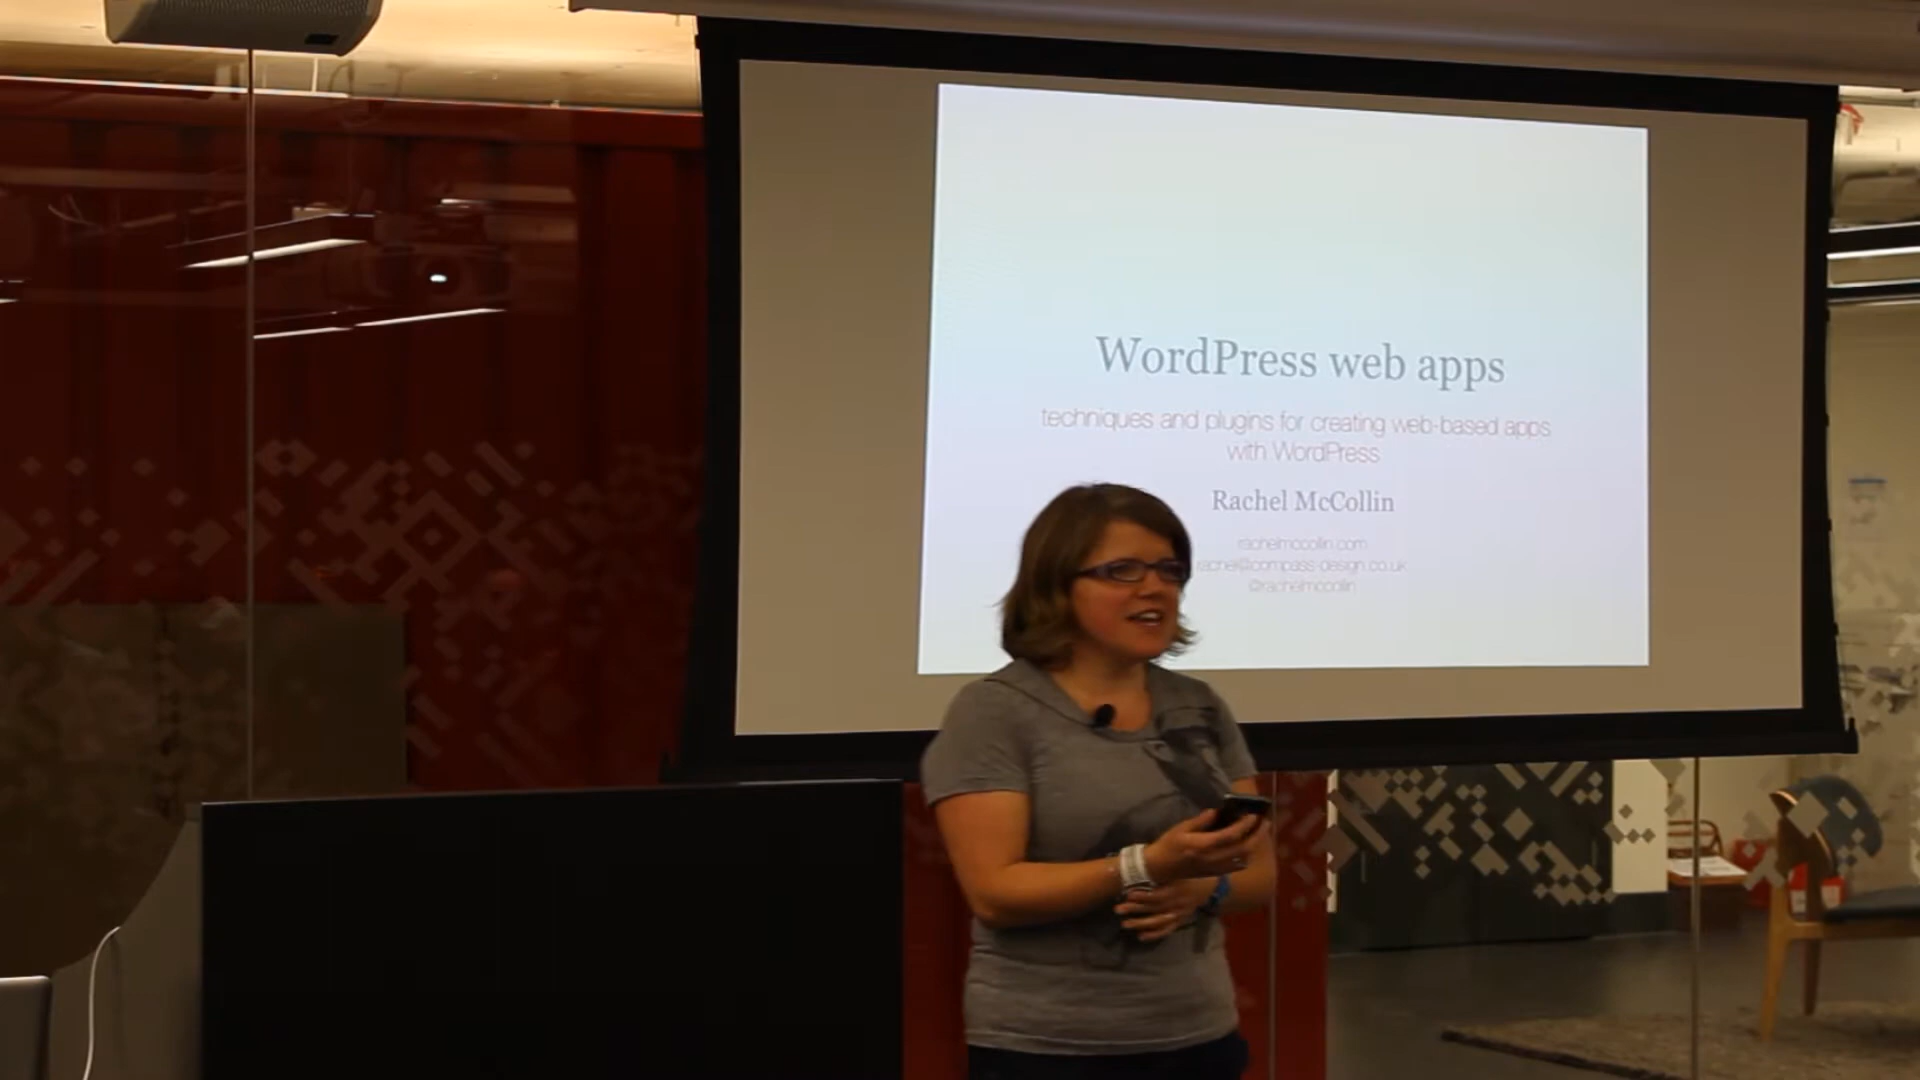 WordPress web apps
techniques and plugins for creating web-based apps
with WordPress
Rachel McCollin
rachelmccollin.com
rachel@compass-design.co.uk
@rachelmccollin